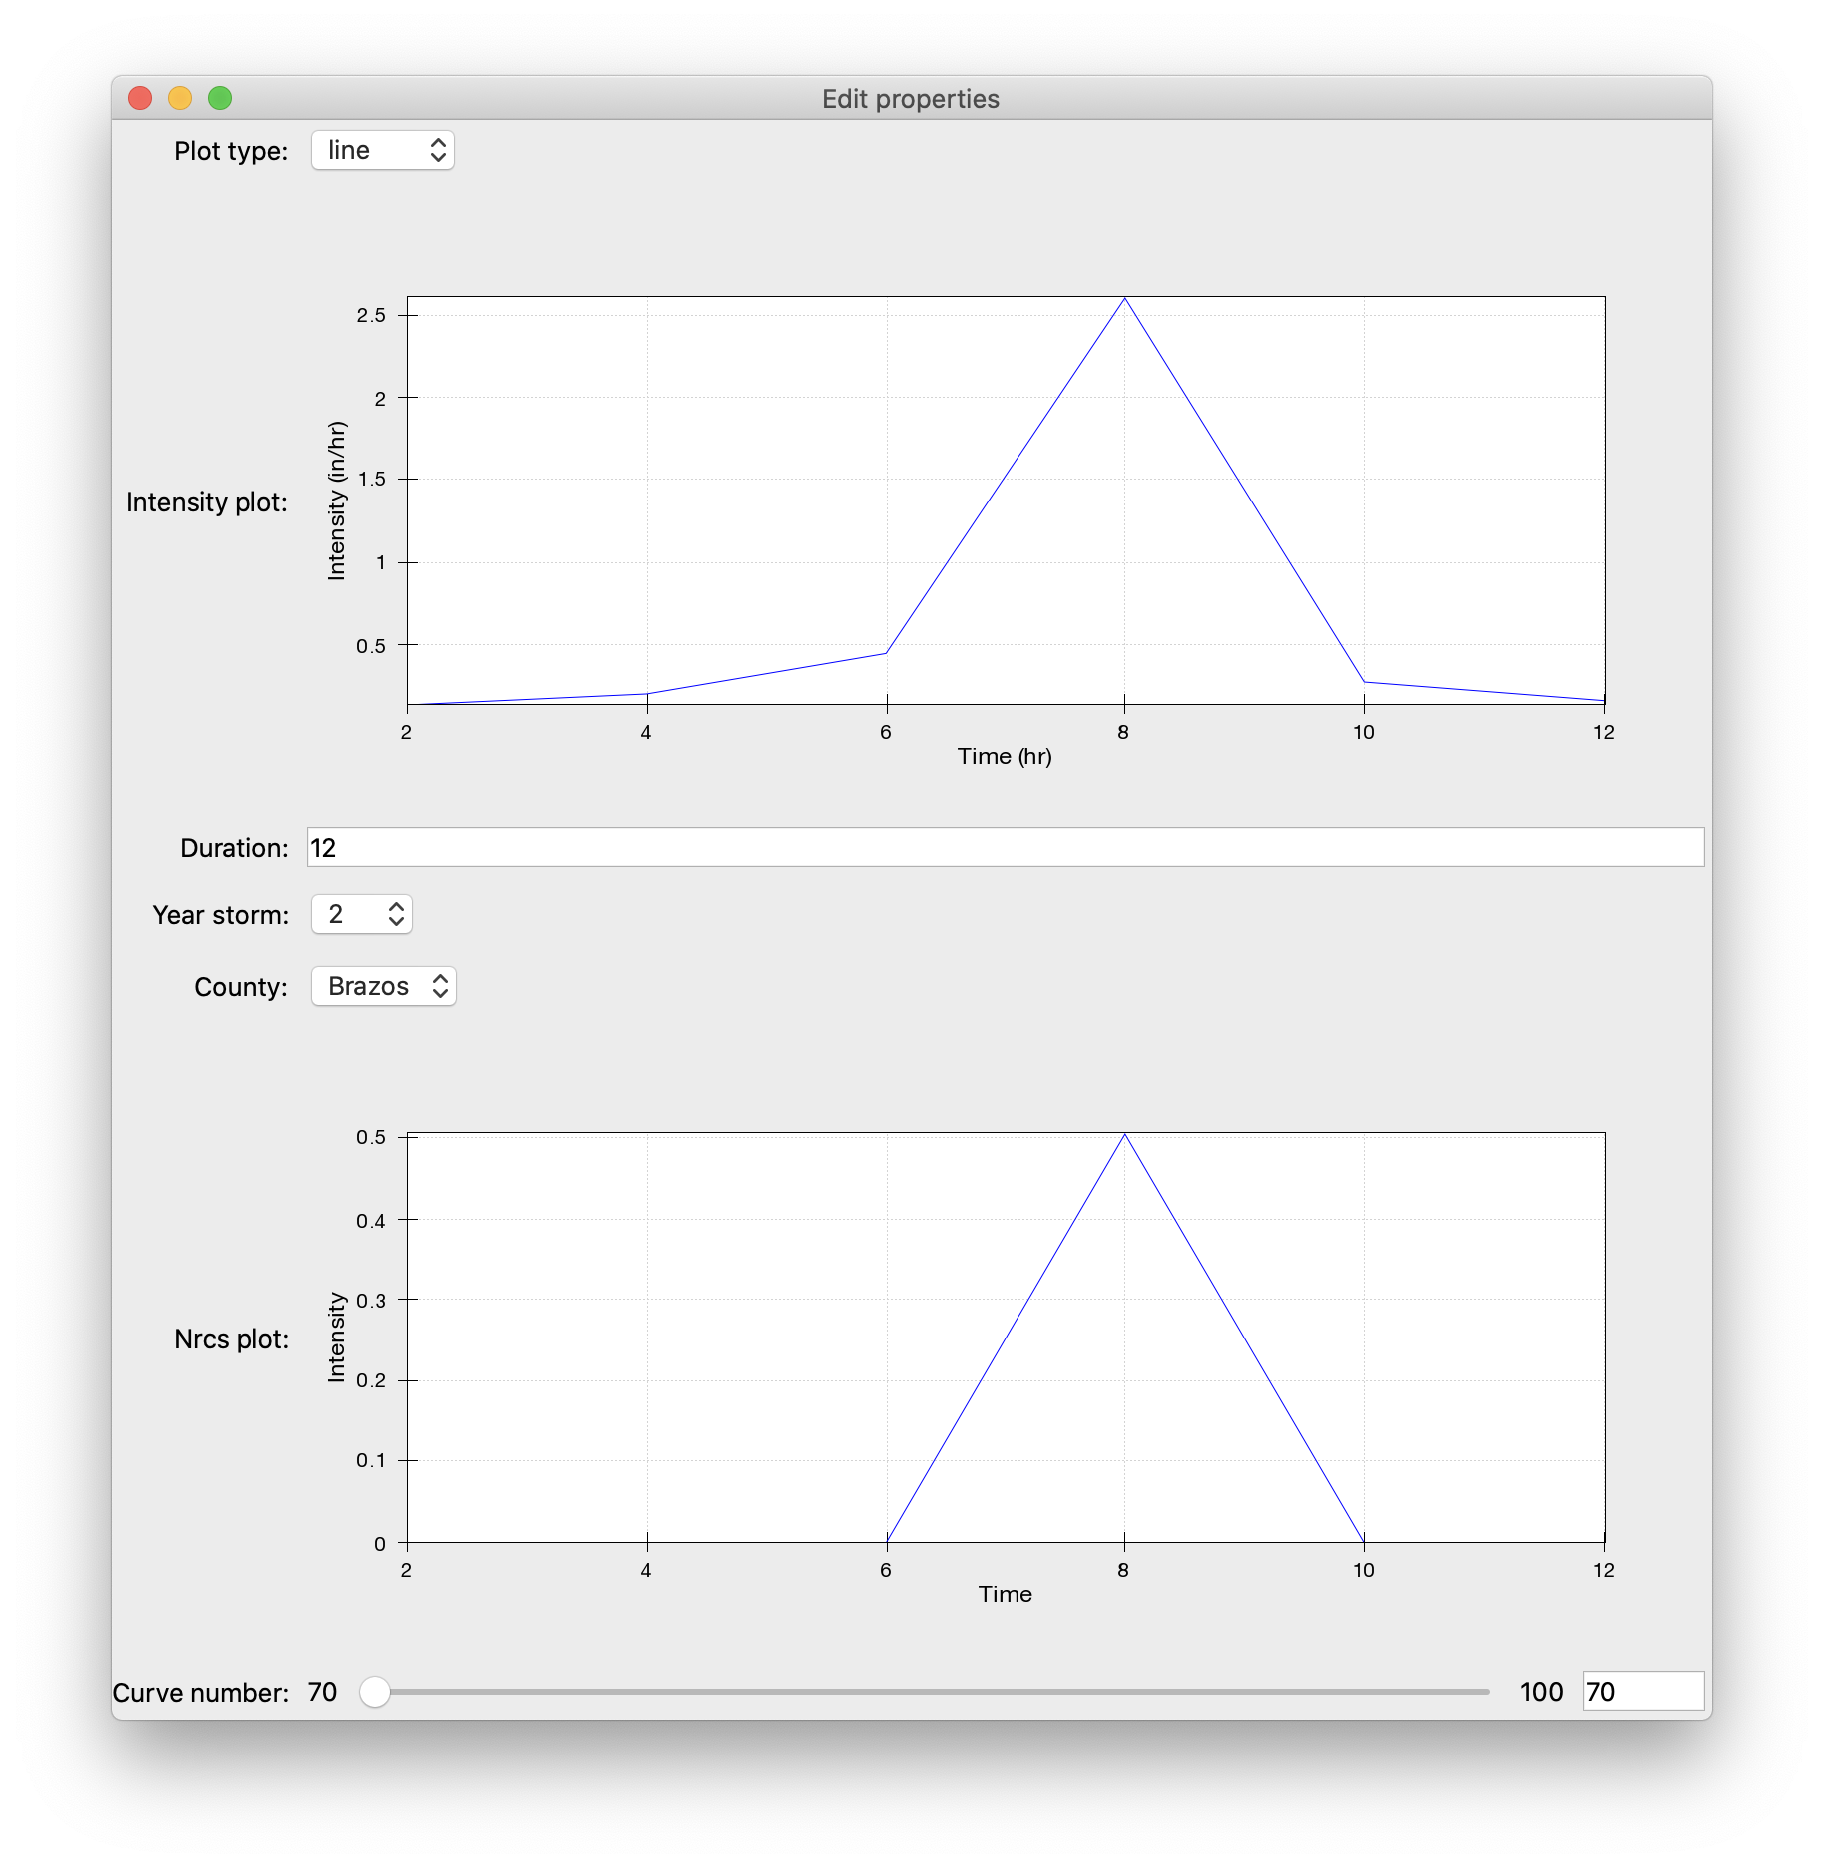 Edit properties
Plot type: line
2.5
2
1.5
1
0.5
Intensity (in/hr)
Intensity plot:
2 4 6 8 10 12
Time (hr)
Duration: 12
Year storm: 2
County: Brazos
0.5
0.4
0.3
0.2
0.1
0
Intensity
Nrcs plot:
2 4 6 8 10 12
Time
Curve number: 70 100 70